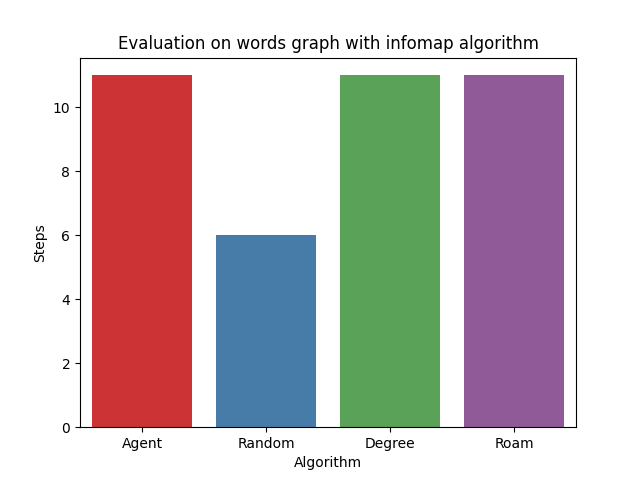 Evaluation on words graph with infomap algorithm
10
8
6
4
2
0
Steps
Agent Random Degree Roam
Algorithm